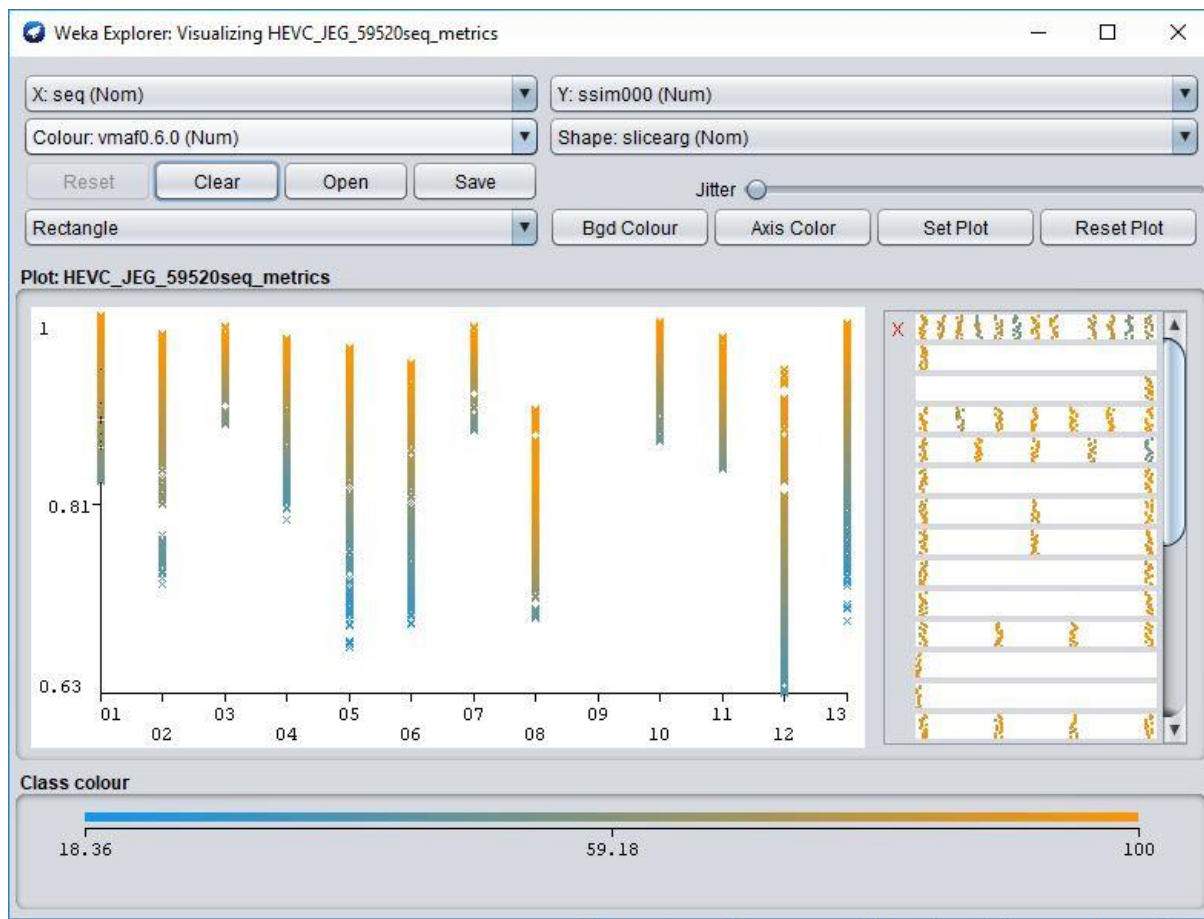 Weka Explorer: Visualizing HEVC_JEG_59520seq_metrics
X: seq (Nom) Y: ssim000 (Num)
Colour: vmaf0.6.0 (Num) Shape: slicearg (Nom)
Reset Clear Open Save Jitter
Rectangle Bgd Colour Axis Color Set Plot Reset Plot
Plot: HEVC_JEG_59520seq_metrics
1 X
0.81
0.63
01 03 05 07 09 11 13
02 04 06 08 10 12
Class colour
18.36 59.18 100